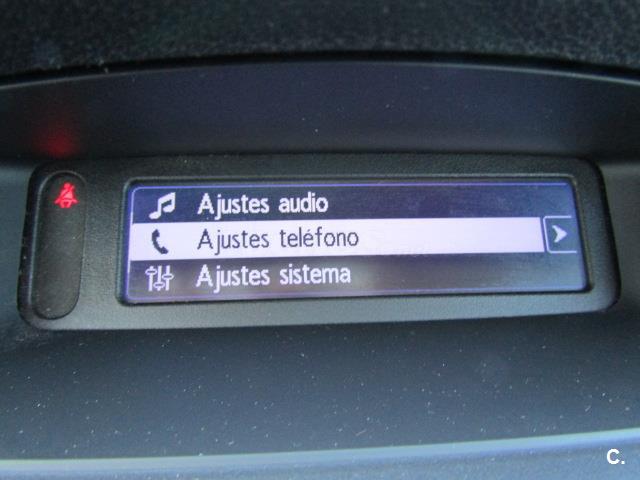 Ajustes audio
Ajustes teléfono
Ajustes sistema
C.